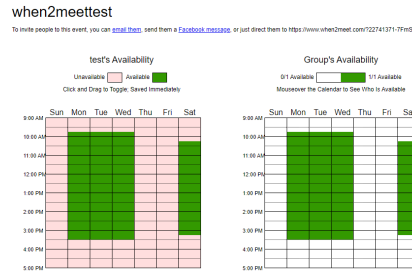 when2meettest
To invite people to this event, you can email them, send them a Facebook message, or just direct them to https://www.when2meet.com/?22741371-7FmS
test's Availability
Unavailable Available
Click and Drag to Toggle, Saved Immediately
Sun Mon Tue Wed Thu Fri Sat
9:00 AM
10:00 AM
11:00 AM
12:00 PM
1:00 PM
2:00 PM
3:00 PM
4:00 PM
5:00 PM
Group's Availability
0/1 Available 1/1 Available
Mouseover the Calendar to See Who Is Available
Sun Mon Tue Wed Thu Fri Sa
9:00 AM
10:00 AM
11:00 AM
12:00 PM
1:00 PM
2:00 PM
3:00 PM
4:00 PM
5:00 PM